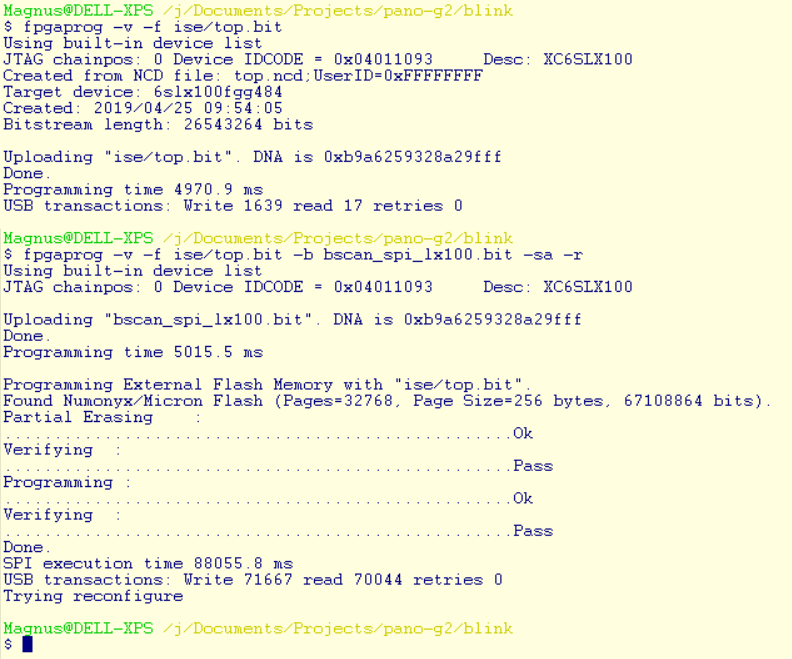 Magnus@DELL-XPS /j/Documents/Projects/pano-g2/blink
$ fpgaprog -v -f ise/top.bit
Using built-in device list
JTAG chainpos: 0 Device IDCODE = 0x04011093     Desc: XC6SLX100
Created from NCD file: top.ncd;UserID=0xFFFFFFFF
Target device: 6slx100fgg484
Created: 2019/04/25 09:54:05
Bitstream length: 26543264 bits
Uploading "ise/top.bit". DNA is 0xb9a6259328a29fff
Done.
Programming time 4970.9 ms
USB transactions: Write 1639 read 17 retries 0
Magnus@DELL-XPS /j/Documents/Projects/pano-g2/blink
$ fpgaprog -v -f ise/top.bit -b bscan_spi_lx100.bit -sa -r
Using built-in device list
JTAG chainpos: 0 Device IDCODE = 0x04011093     Desc: XC6SLX100
Uploading "bscan_spi_lx100.bit". DNA is 0xb9a6259328a29fff
Done.
Programming time 5015.5 ms
Programming External Flash Memory with "ise/top.bit".
Found Numonyx/Micron Flash (Pages=32768, Page Size=256 bytes, 67108864 bits).
Partial Erasing    :
...................................................Ok
Verifying  :
...................................................Pass
Programming :
...................................................Ok
Verifying  :
...................................................Pass
Done.
SPI execution time 88055.8 ms
USB transactions: Write 71667 read 70044 retries 0
Trying reconfigure
Magnus@DELL-XPS /j/Documents/Projects/pano-g2/blink
$